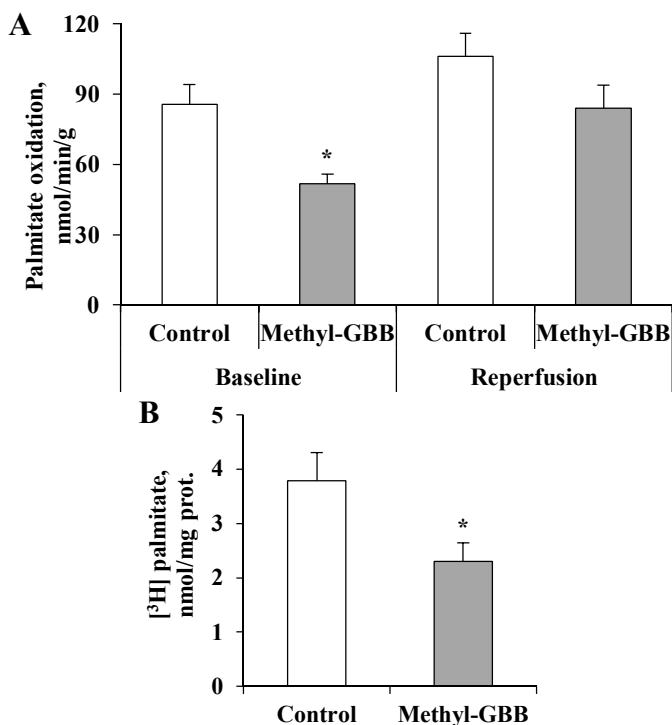 A
Palmitate oxidation,
nmol/min/g
120
90
60
30
0
*
Control Methyl-GBB Control Methyl-GBB
Baseline Reperfusion
B
[³H] palmitate,
nmol/mg prot.
5
4
3
2
1
0
*
Control Methyl-GBB